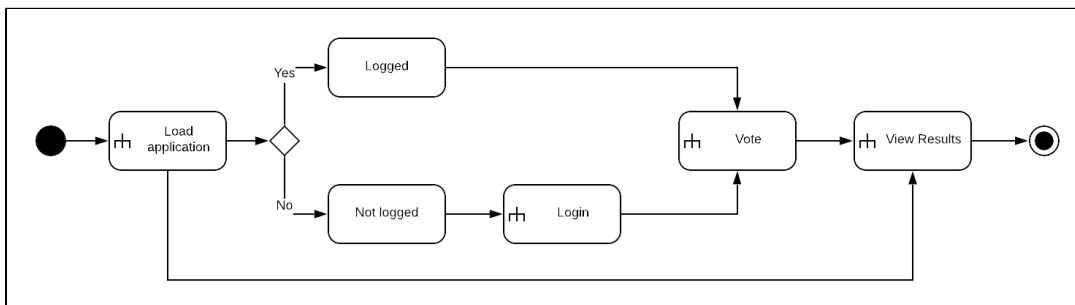 Load
application
Yes
Logged
No
Not logged
Login
Vote
View Results